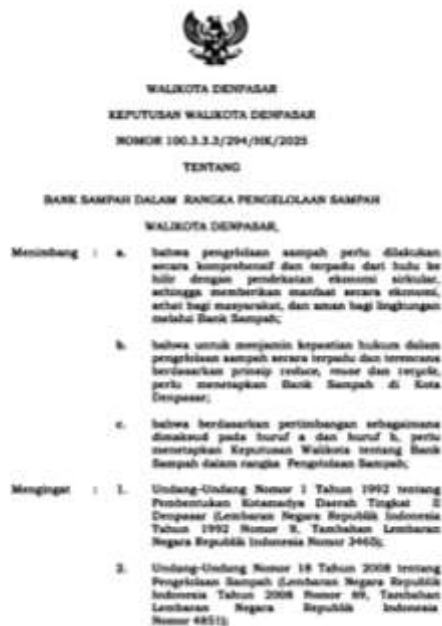 WALIKOTA DENPASAR
KEPUTUSAN WALIKOTA DENPASAR
NOMOR 100.3.3.3/294/HK/2025
TENTANG
BANK SAMPAH DALAM RANGKA PENGELOLAAN SAMPAH
WALIKOTA DENPASAR,
Menimbang : a. bahwa pengelolaan sampah perlu dilakukan
secara komprehensif dan terpadu dari hulu ke
hilir dengan pendekatan ekonomi sirkular,
sehingga memberikan manfaat secara ekonomi,
sehat bagi masyarakat, dan aman bagi lingkungan
melalui Bank Sampah;
b. bahwa untuk menjamin kepastian hukum dalam
pengelolaan sampah secara terpadu dan terencana
berdasarkan prinsip reduce, reuse dan recycle,
perlu menetapkan Bank Sampah di Kota
Denpasar;
c. bahwa berdasarkan pertimbangan sebagaimana
dimaksud pada huruf a dan huruf b, perlu
menetapkan Keputusan Walikota tentang Bank
Sampah dalam rangka Pengelolaan Sampah;
Mengingat : 1. Undang-Undang Nomor 1 Tahun 1992 tentang
Pembentukan Kotamadya Daerah Tingkat II
Denpasar (Lembaran Negara Republik Indonesia
Tahun 1992 Nomor 9, Tambahan Lembaran
Negara Republik Indonesia Nomor 3465);
2. Undang-Undang Nomor 18 Tahun 2008 tentang
Pengelolaan Sampah (Lembaran Negara Republik
Indonesia Tahun 2008 Nomor 69, Tambahan
Lembaran Negara Republik Indonesia
Nomor 4851);